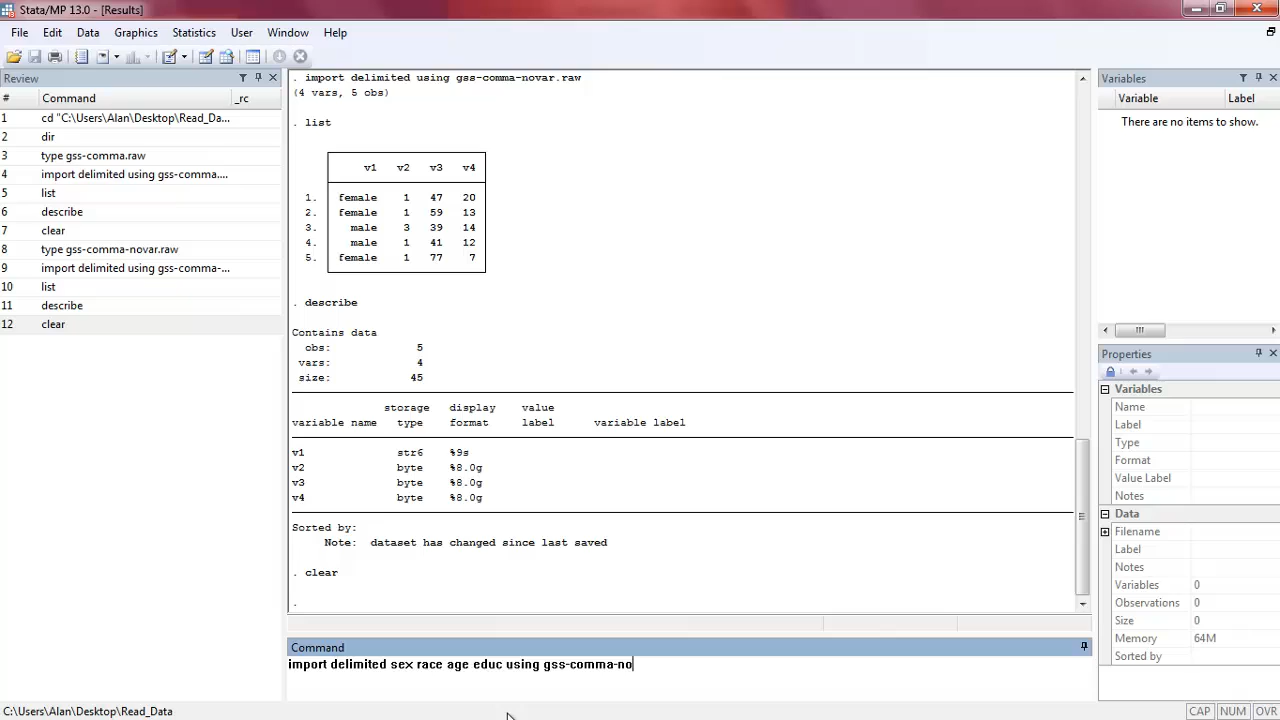 Stata/MP 13.0 - [Results]
File Edit Data Graphics Statistics User Window Help
Review
# Command _rc
1 cd "C:\Users\Alan\Desktop\Read_Da...
2 dir
3 type gss-comma.raw
4 import delimited using gss-comma....
5 list
6 describe
7 clear
8 type gss-comma-novar.raw
9 import delimited using gss-comma-...
10 list
11 describe
12 clear
. import delimited using gss-comma-novar.raw
(4 vars, 5 obs)
. list
v1 v2 v3 v4
1. female 1 47 20
2. female 1 59 13
3. male 3 39 14
4. male 1 41 12
5. female 1 77 7
. describe
Contains data
obs: 5
vars: 4
size: 45
storage display value
variable name type format label variable label
v1 str6 %9s
v2 byte %8.0g
v3 byte %8.0g
v4 byte %8.0g
Sorted by:
Note: dataset has changed since last saved
. clear
.
Command
import delimited sex race age educ using gss-comma-no
Variables
Variable Label
There are no items to show.
Properties
Variables
Name
Label
Type
Format
Value Label
Notes
Data
Filename
Label
Notes
Variables 0
Observations 0
Size 0
Memory 64M
Sorted by
C:\Users\Alan\Desktop\Read_Data
CAP NUM OVR